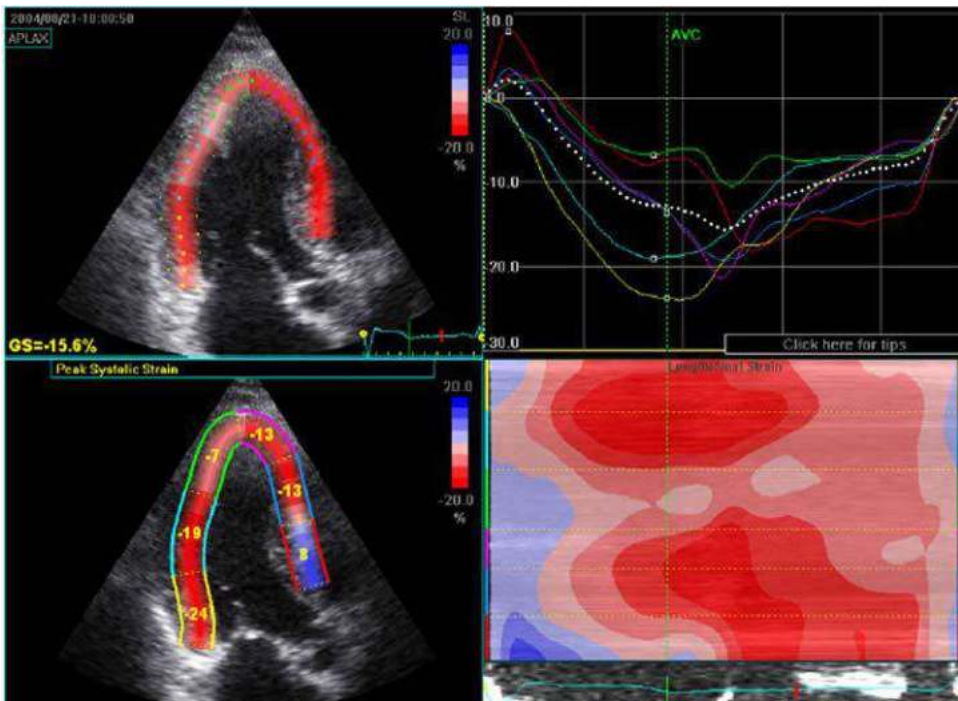 2004/08/21-10:00:50
APLAX
SL
20.0
-20.0
%
GS=-15.6%
10.0
AVC
-10.0
-20.0
-30.0
Click here for tips
Peak Systolic Strain
20.0
-20.0
%
-13
-7
-13
-19
8
-24
Longitudinal Strain